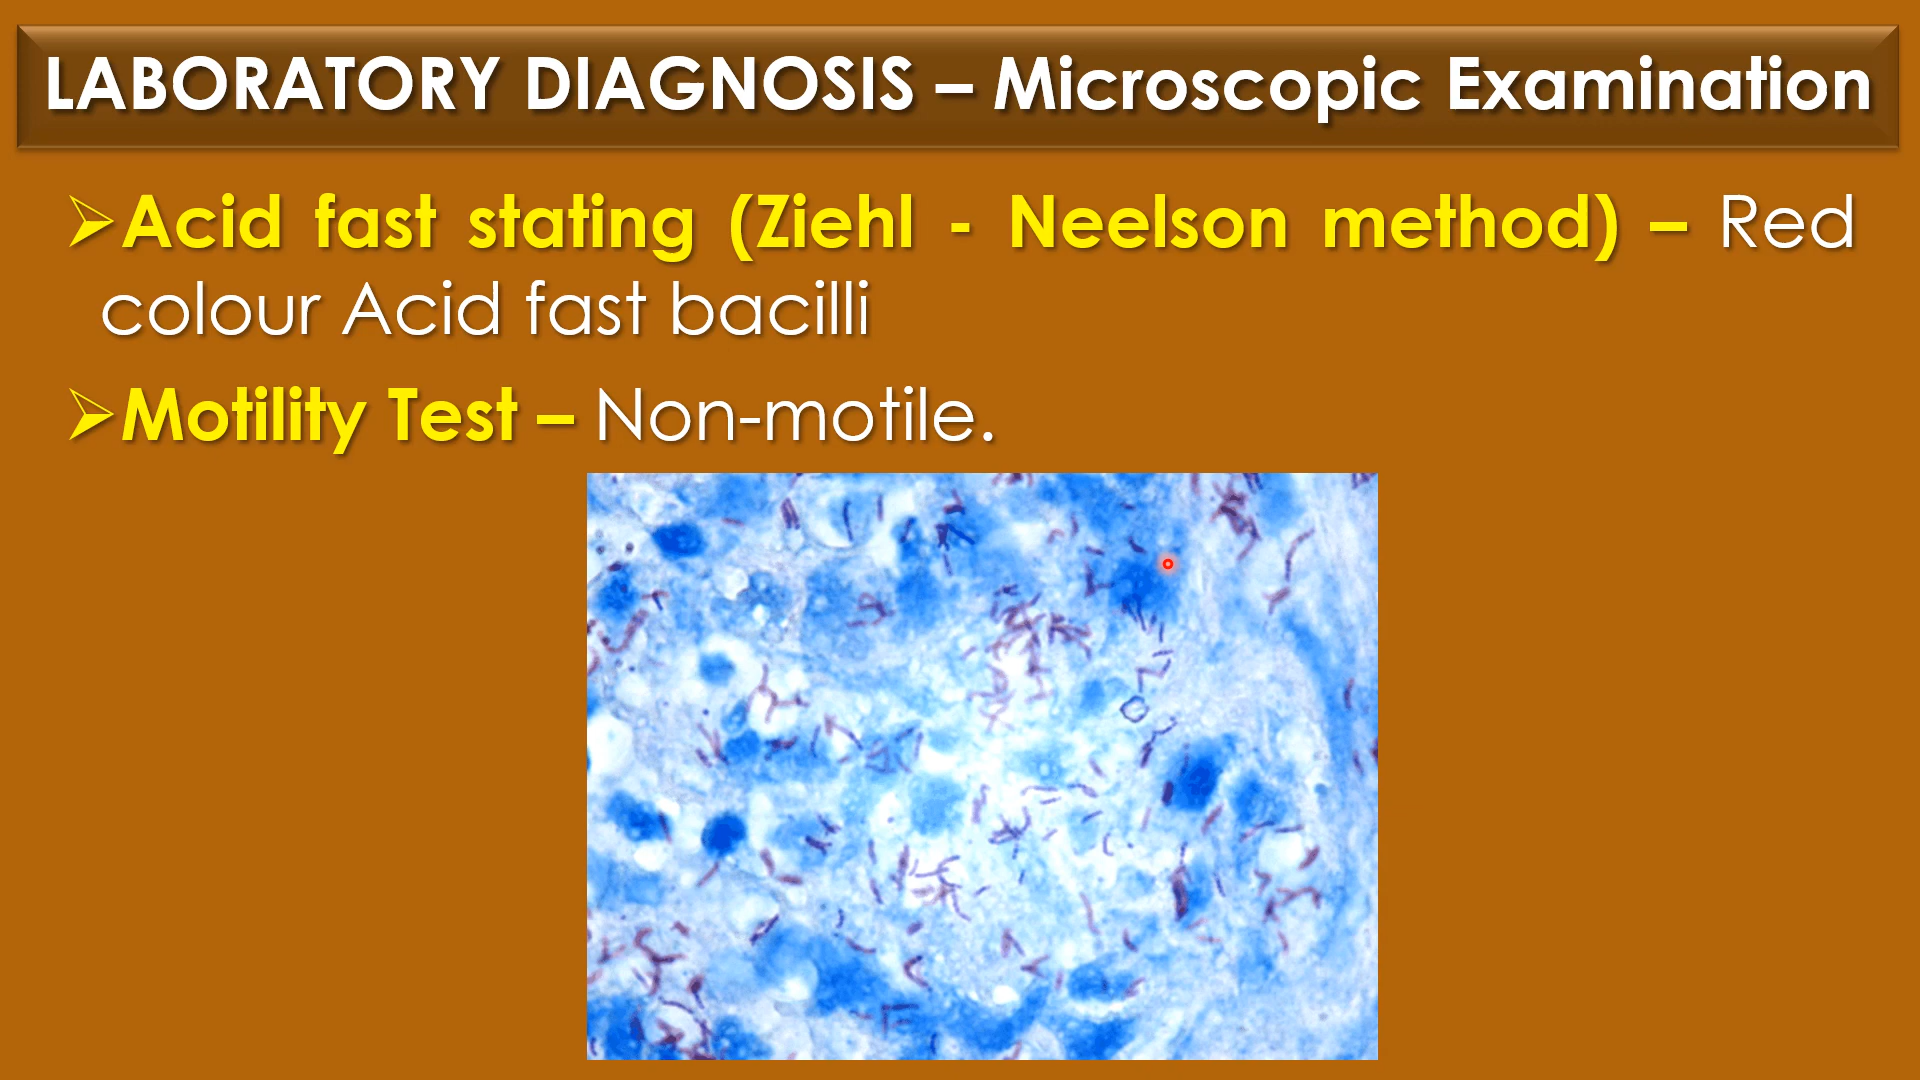 LABORATORY DIAGNOSIS – Microscopic Examination
➢Acid fast stating (Ziehl - Neelson method) – Red
colour Acid fast bacilli
➢Motility Test – Non-motile.